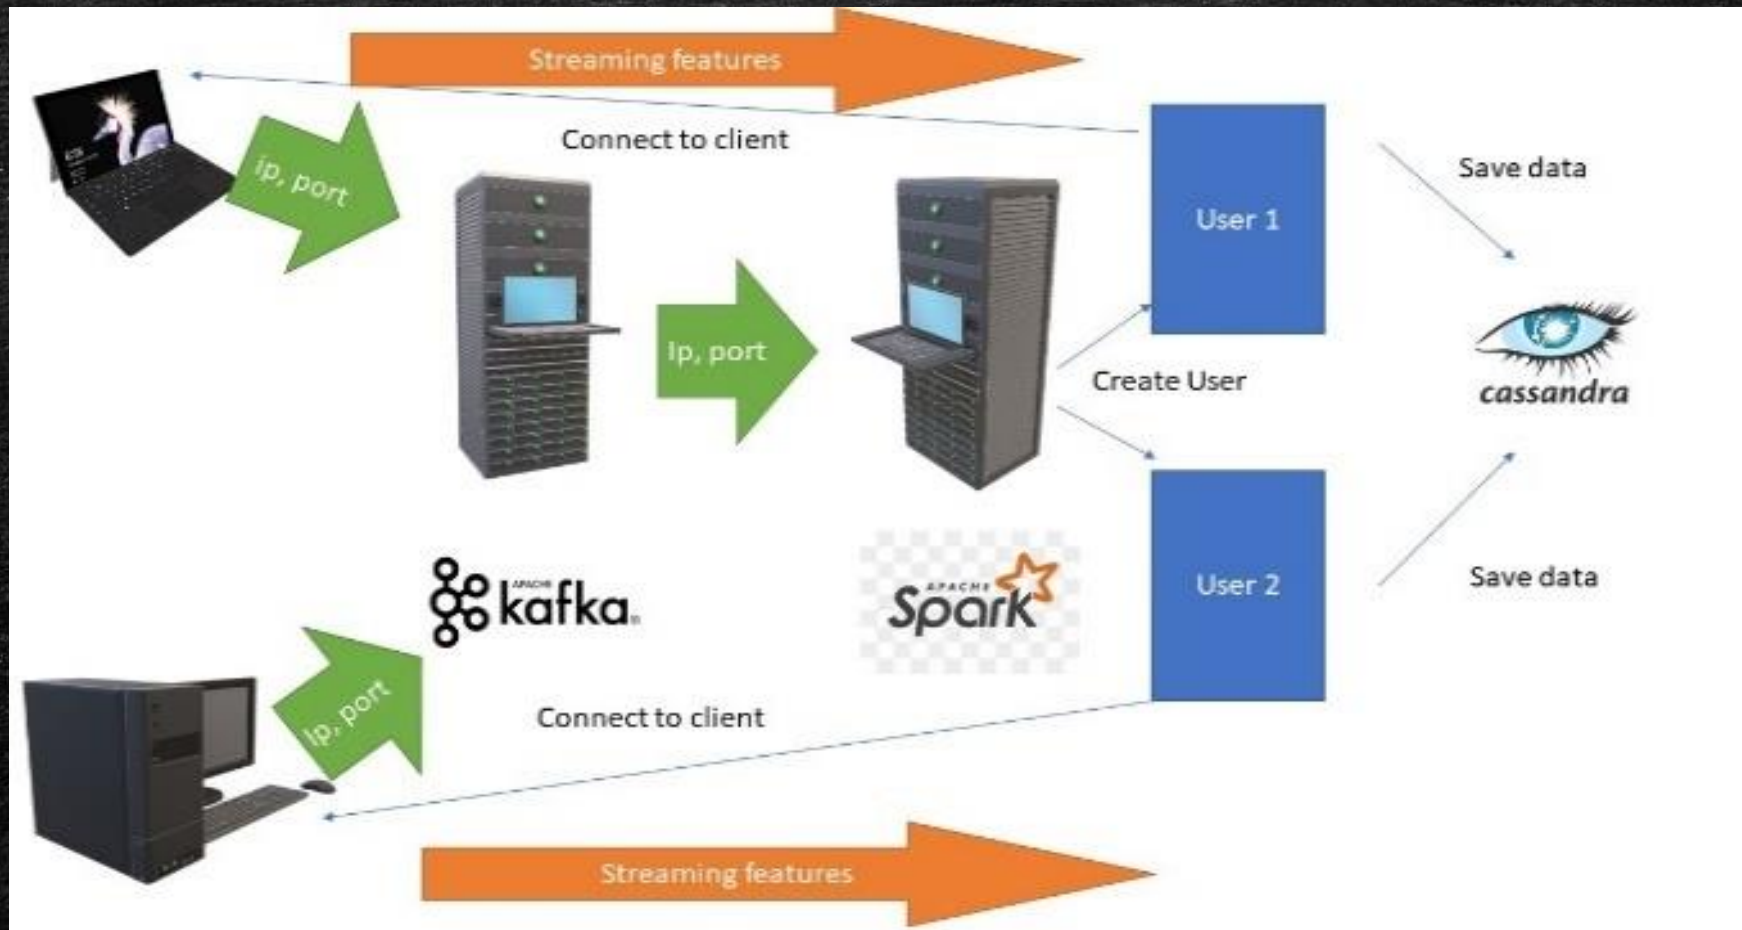 Streaming features
Connect to client
ip, port
Save data
User 1
Ip, port
Create User
cassandra
APACHE
kafka
APACHE
Spark
User 2
Save data
Ip, port
Connect to client
Streaming features